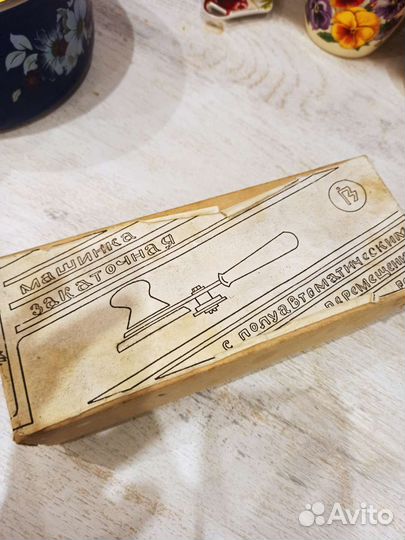 машинка
закаточная
с полуавтоматическим
Avito